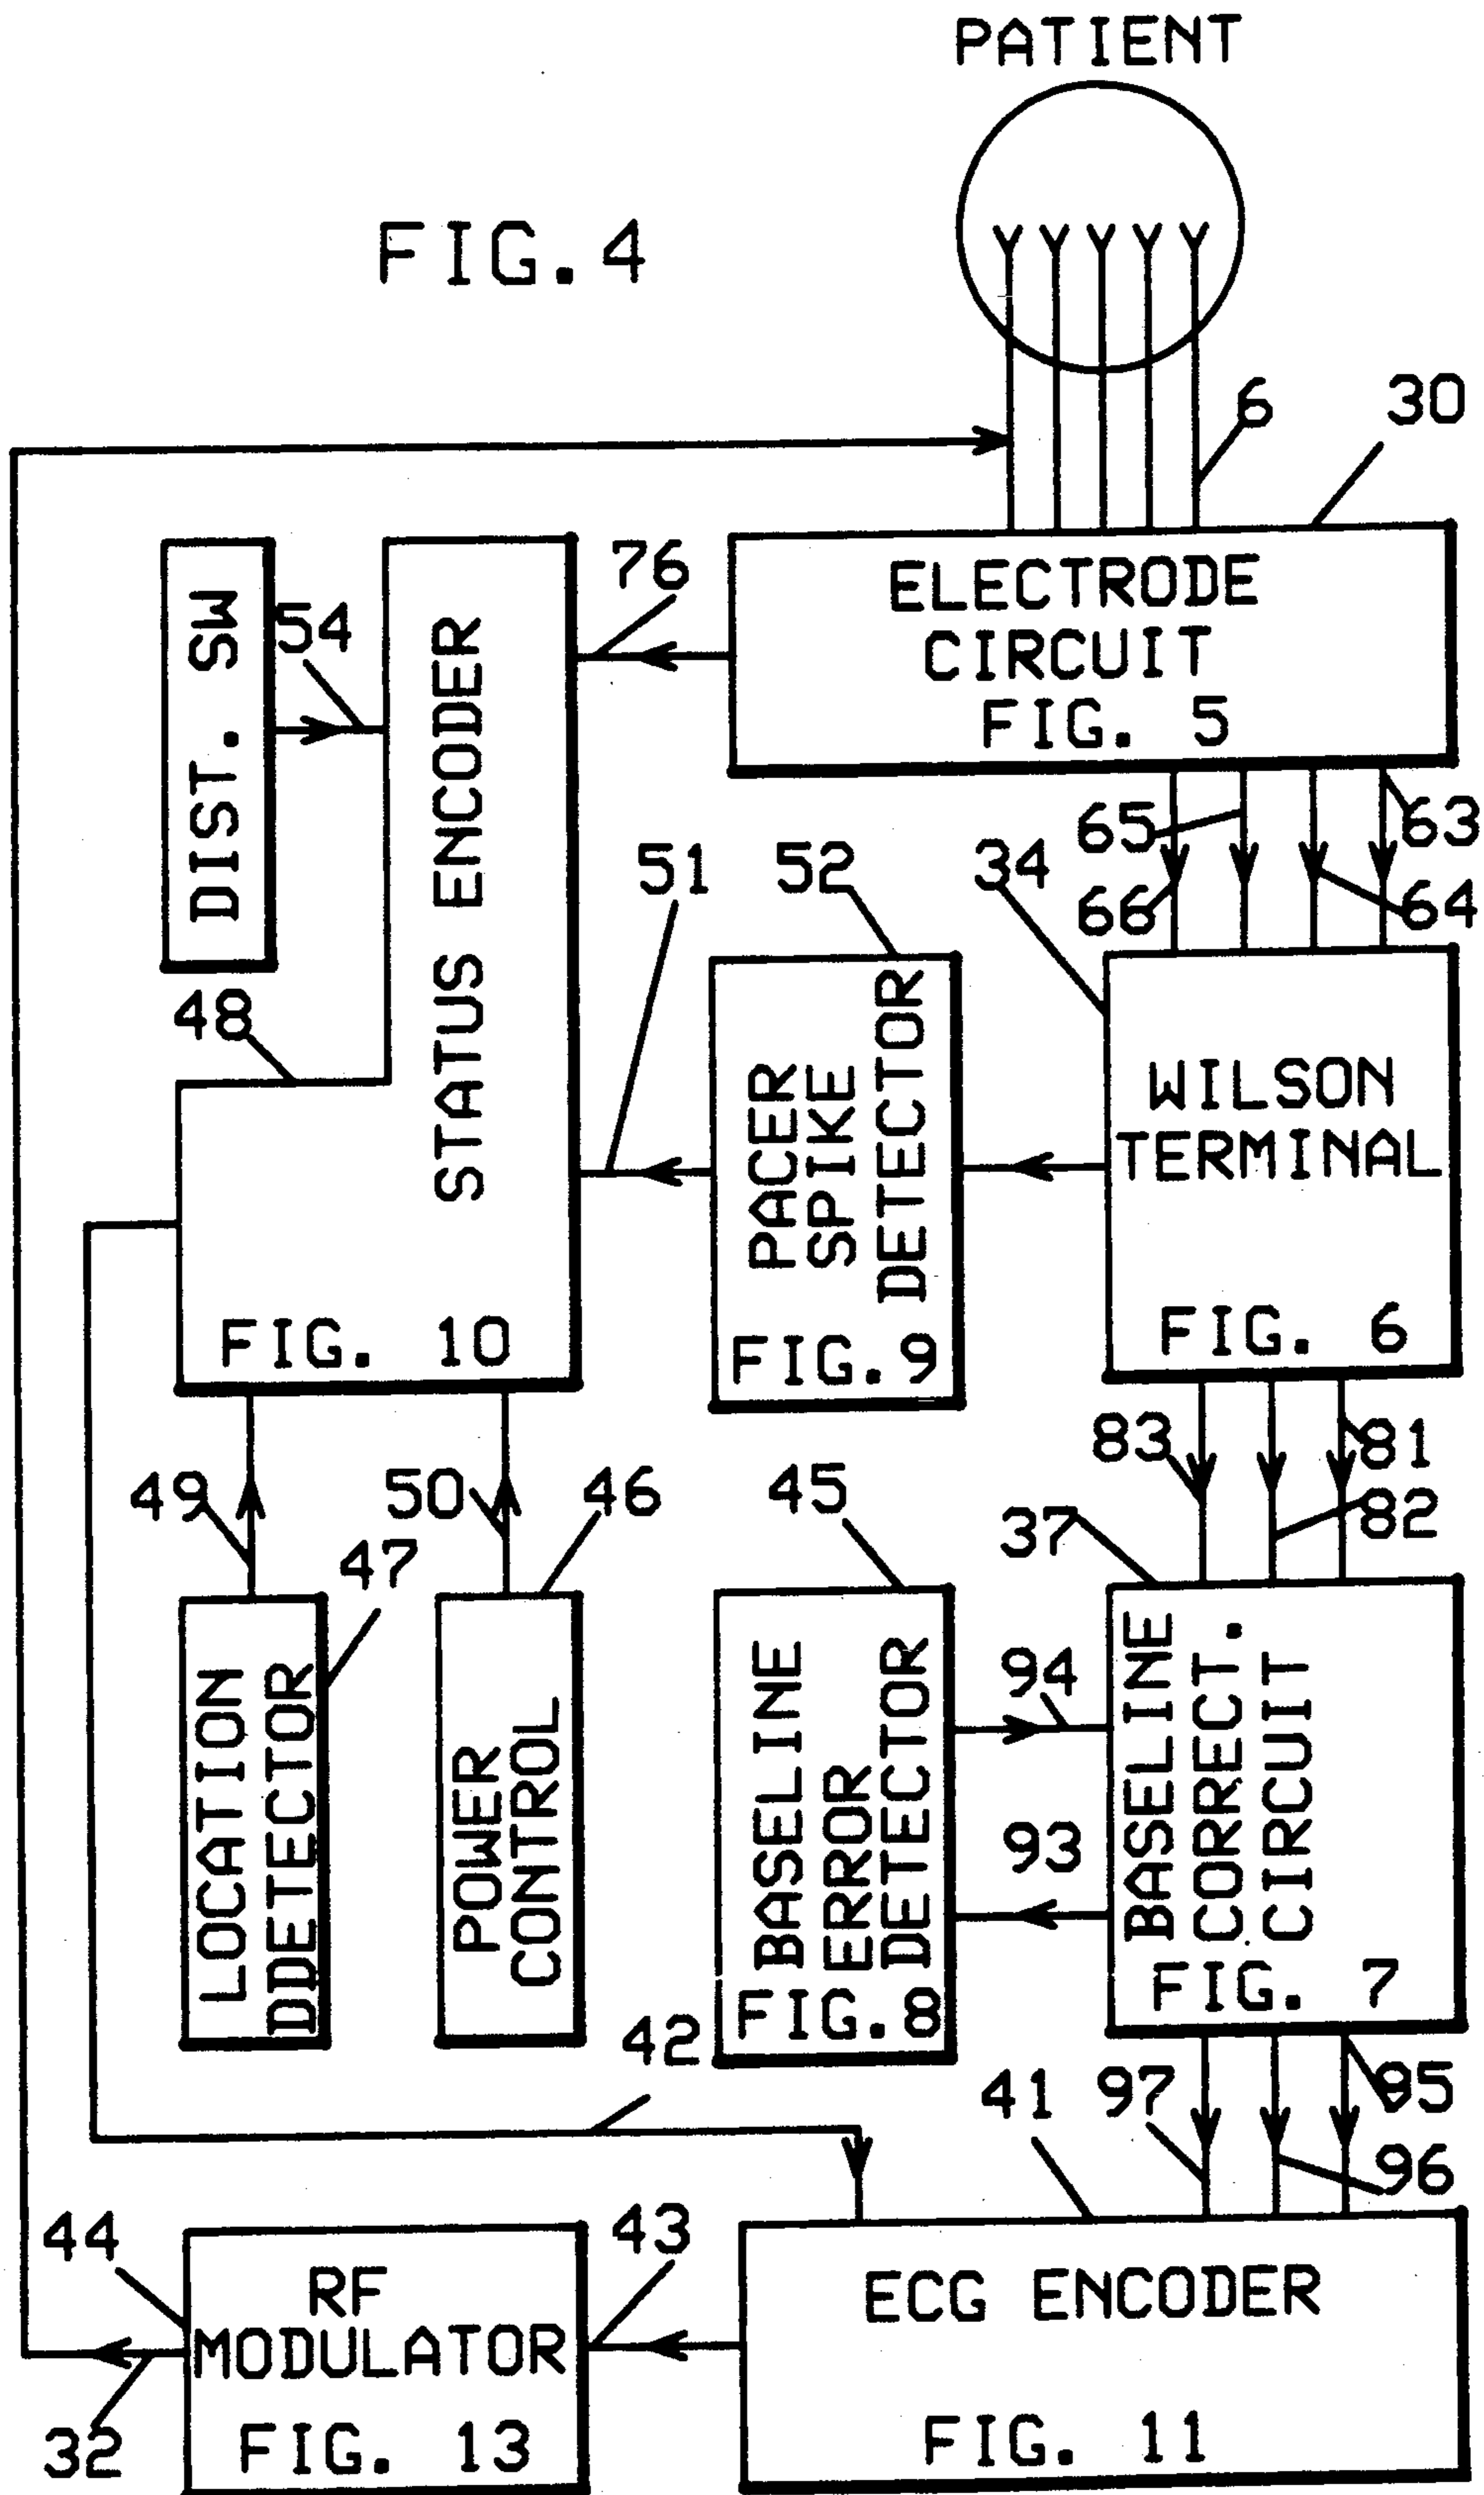 PATIENT
FIG. 4
6
30
DIST. SW
54
STATUS ENCODER
FIG. 10
76
ELECTRODE
CIRCUIT
FIG. 5
65
63
66
64
51
52
34
48
PACER
SPIKE
DETECTOR
FIG. 9
WILSON
TERMINAL
FIG. 6
83
81
82
49
50
46
45
37
47
LOCATION
DDETECTOR
POWER
CONTROL
BASELINE
ERROR
DETECTOR
FIG. 8
94
93
BASELINE
CORRECT.
CIRCUIT
FIG. 7
42
41
97
95
96
44
43
RF
MODULATOR
FIG. 13
32
ECG ENCODER
FIG. 11